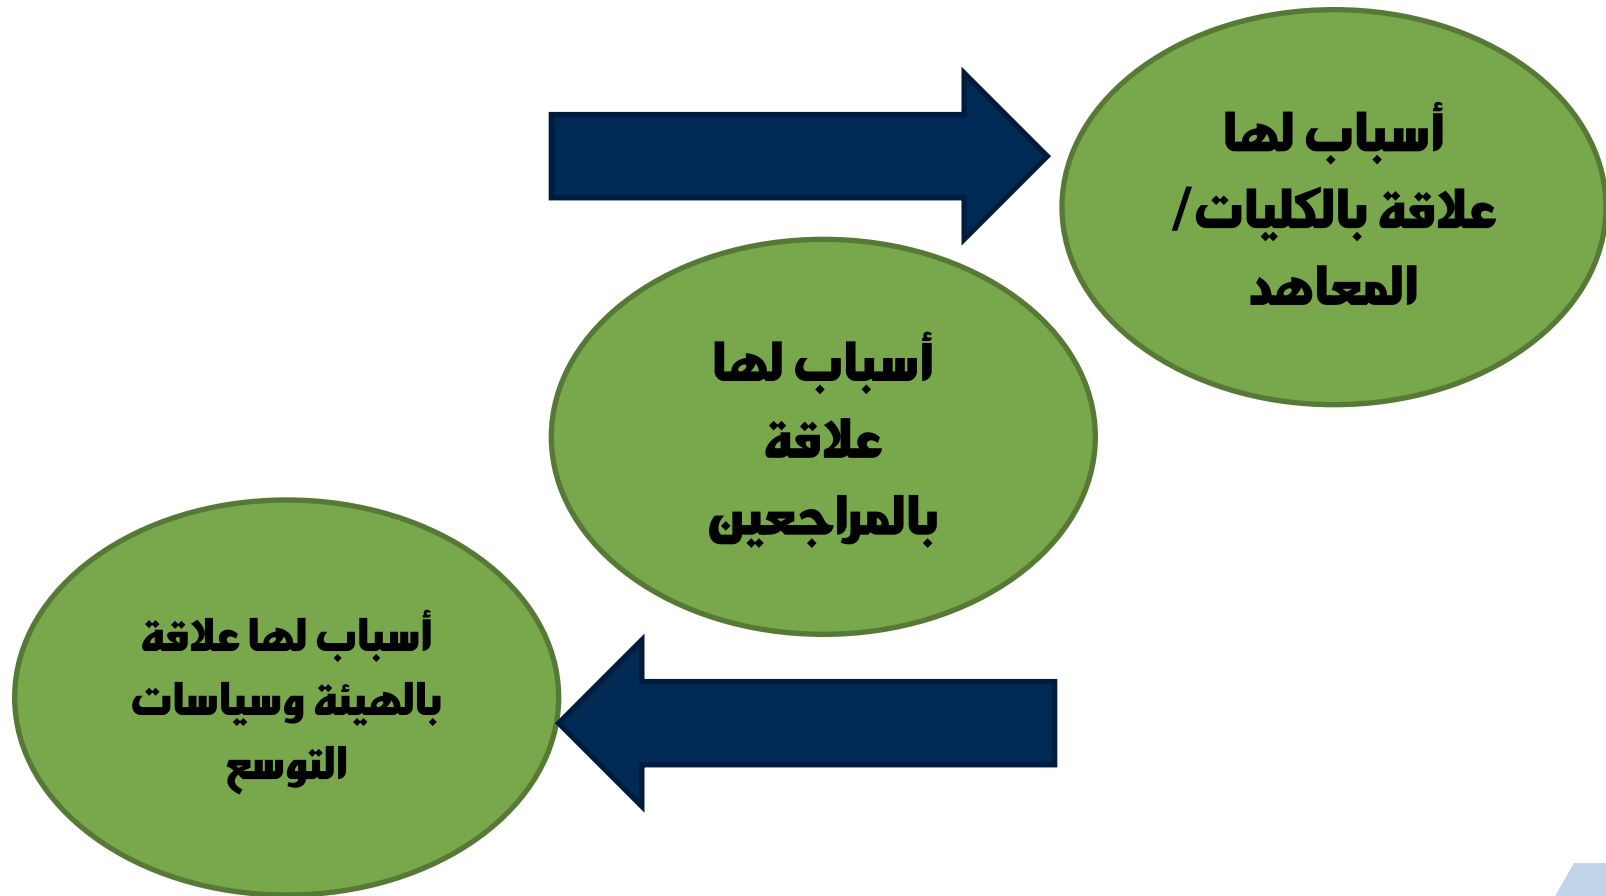 أسباب لها
علاقة بالكليات/
المعاهد
أسباب لها
علاقة
بالمراجعين
أسباب لها علاقة
بالهيئة وسياسات
التوسع